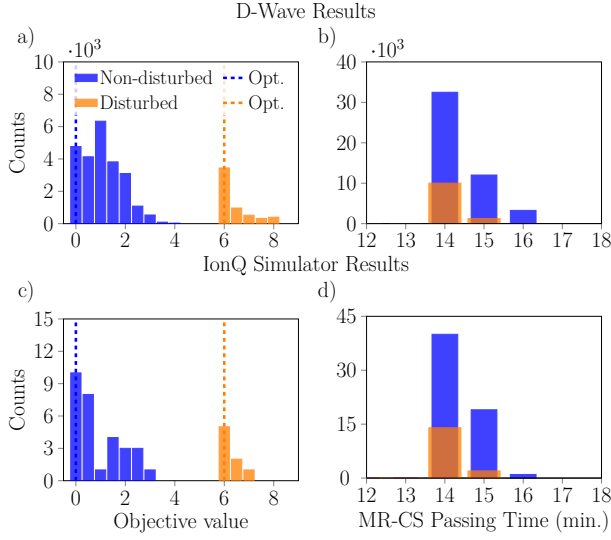 D-Wave Results
a)
b)
·10³
·10³
Non-disturbed
Opt.
Disturbed
Opt.
Counts
10
8
6
4
2
0
0 2 4 6 8
40
30
20
10
0
12 13 14 15 16 17 18
IonQ Simulator Results
c)
d)
Counts
15
12
9
6
3
0
0 2 4 6 8
Objective value
45
30
15
0
12 13 14 15 16 17 18
MR-CS Passing Time (min.)